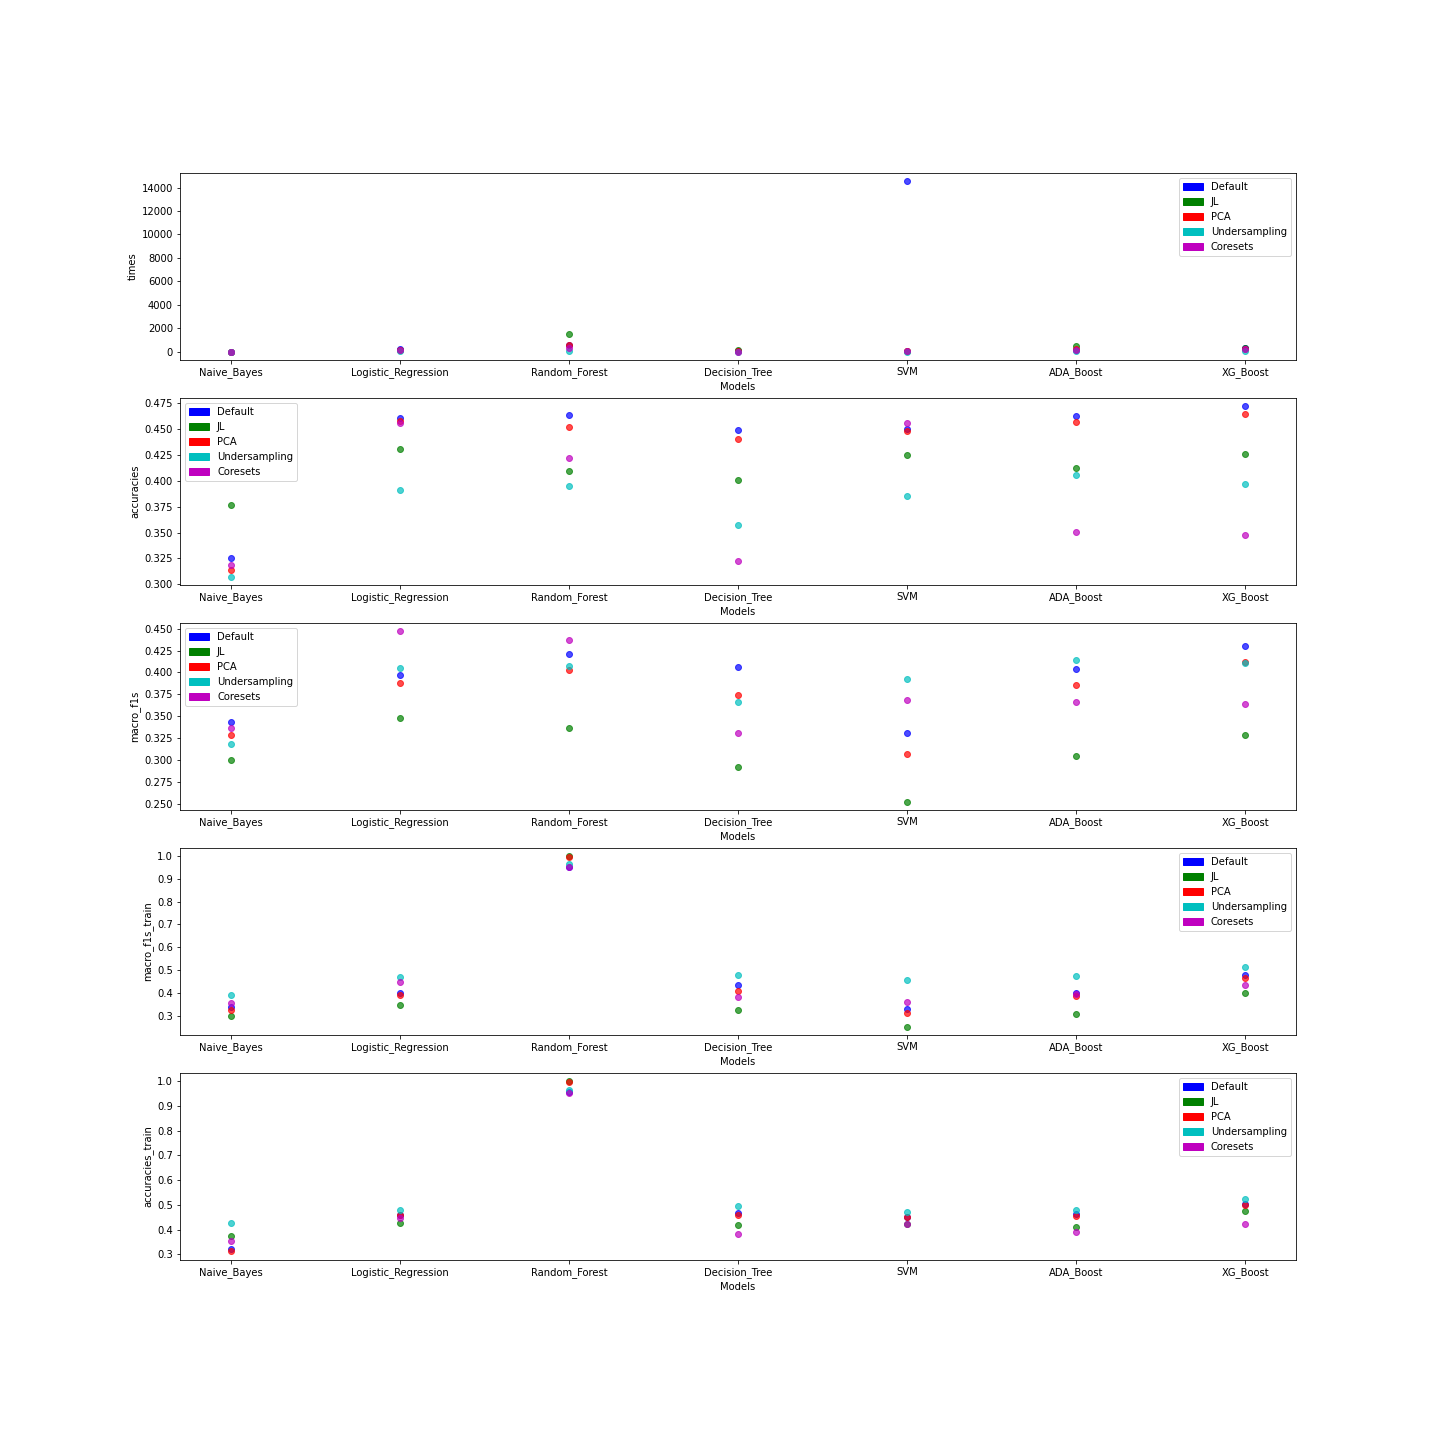 14000
12000
10000
8000
6000
4000
2000
0
times
Default
JL
PCA
Undersampling
Coresets
Naive_Bayes Logistic_Regression Random_Forest Decision_Tree SVM ADA_Boost XG_Boost
Models
0.475
0.450
0.425
0.400
0.375
0.350
0.325
0.300
accuracies
Default
JL
PCA
Undersampling
Coresets
Naive_Bayes Logistic_Regression Random_Forest Decision_Tree SVM ADA_Boost XG_Boost
Models
0.450
0.425
0.400
0.375
0.350
0.325
0.300
0.275
0.250
macro_f1s
Default
JL
PCA
Undersampling
Coresets
Naive_Bayes Logistic_Regression Random_Forest Decision_Tree SVM ADA_Boost XG_Boost
Models
1.0
0.9
0.8
0.7
0.6
0.5
0.4
0.3
macro_f1s_train
Default
JL
PCA
Undersampling
Coresets
Naive_Bayes Logistic_Regression Random_Forest Decision_Tree SVM ADA_Boost XG_Boost
Models
1.0
0.9
0.8
0.7
0.6
0.5
0.4
0.3
accuracies_train
Default
JL
PCA
Undersampling
Coresets
Naive_Bayes Logistic_Regression Random_Forest Decision_Tree SVM ADA_Boost XG_Boost
Models